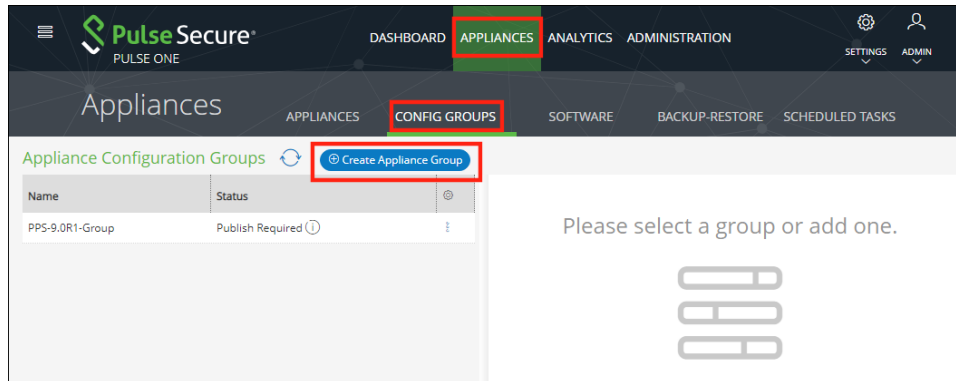 Pulse Secure®
PULSE ONE
DASHBOARD APPLIANCES ANALYTICS ADMINISTRATION
SETTINGS ADMIN
Appliances
APPLIANCES CONFIG GROUPS SOFTWARE BACKUP-RESTORE SCHEDULED TASKS
Appliance Configuration Groups Create Appliance Group
Name Status
PPS-9.0R1-Group Publish Required
Please select a group or add one.